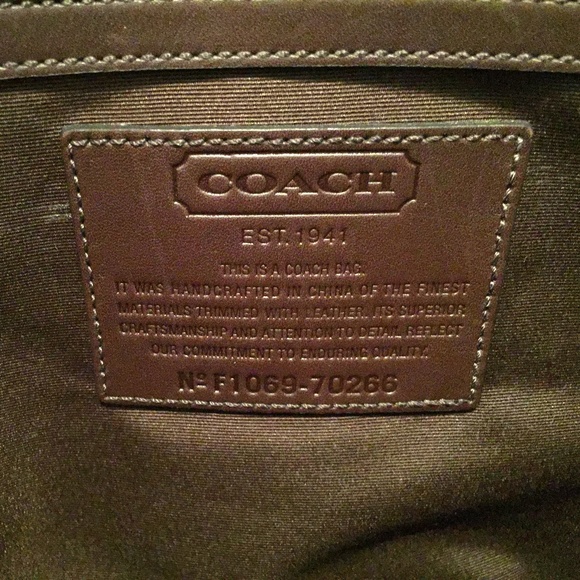 COACH
EST. 1941
THIS IS A COACH BAG.
IT WAS HANDCRAFTED IN CHINA OF THE FINEST
MATERIALS TRIMMED WITH LEATHER. ITS SUPERIOR
CRAFTSMANSHIP AND ATTENTION TO DETAIL REFLECT
OUR COMMITMENT TO ENDURING QUALITY.
Nº F1069-70266